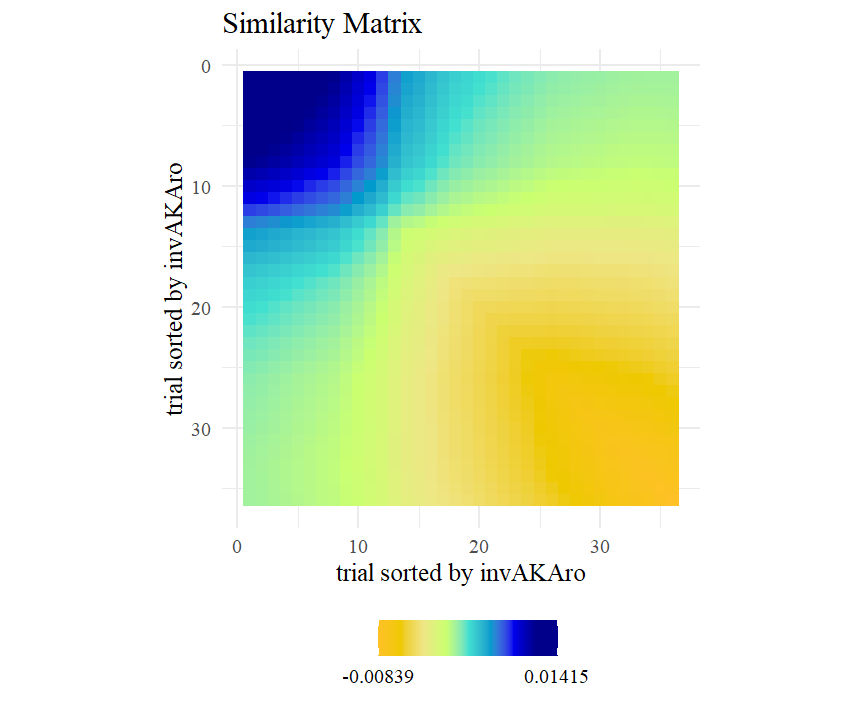 Similarity Matrix
0
10
20
30
trial sorted by invAKAro
0 10 20 30
trial sorted by invAKAro
-0.00839 0.01415